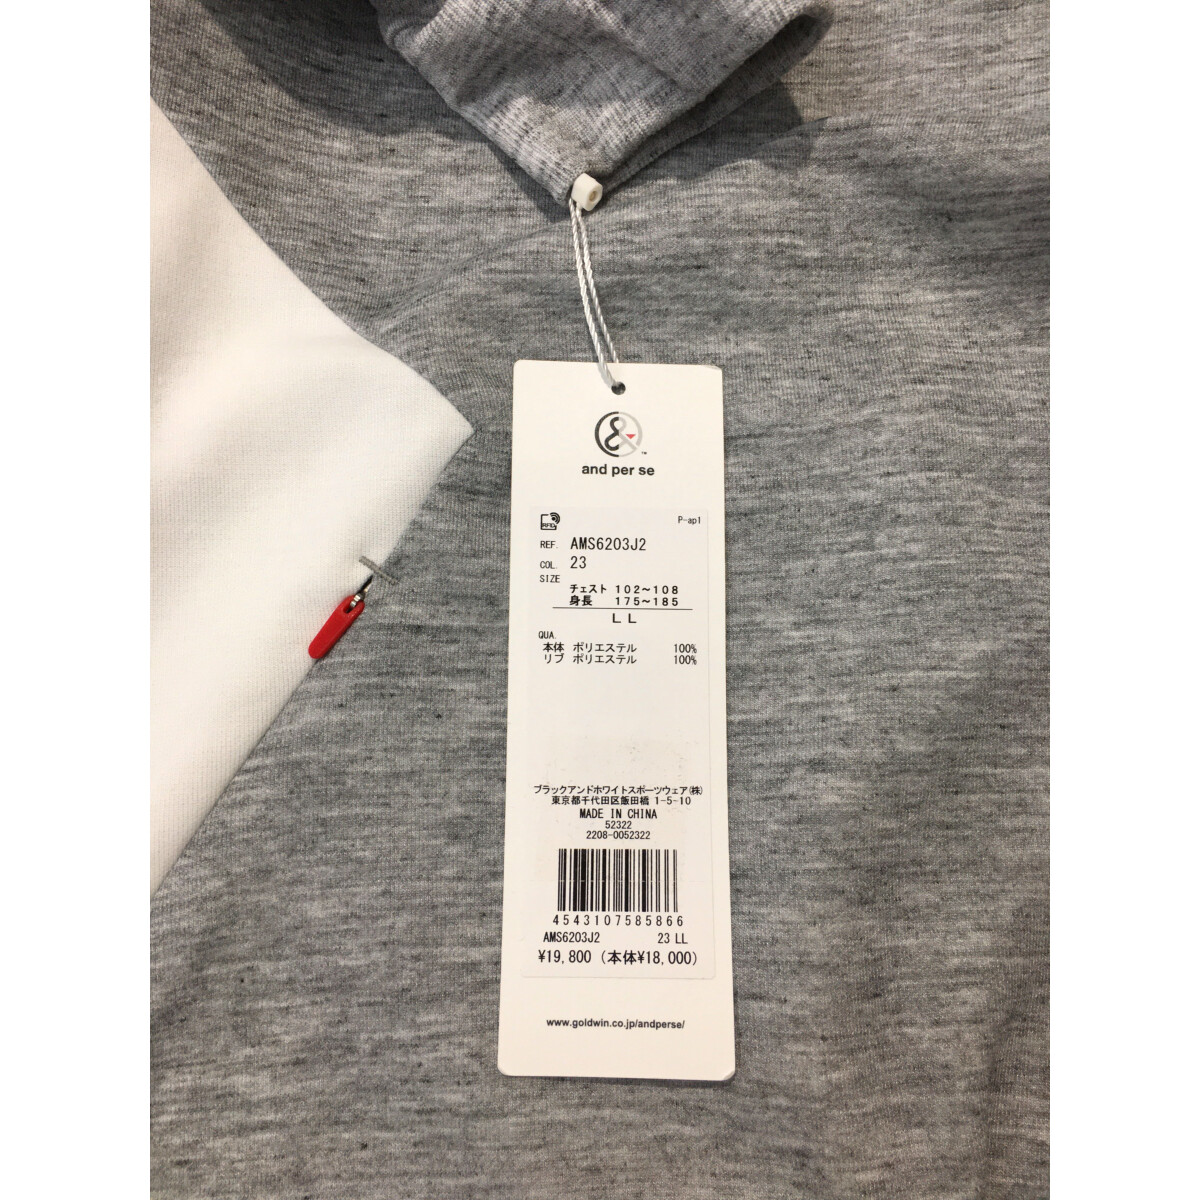 &
TM
and per se
RFID
P-ap1
REF. AMS6203J2
COL. 23
SIZE
チェスト 102～108
身長 175～185
LL
QUA.
本体 ポリエステル 100%
リブ ポリエステル 100%
ブラックアンドホワイトスポーツウェア(株)
東京都千代田区飯田橋 1-5-10
MADE IN CHINA
52322
2208-0052322
4543107585866
AMS6203J2 23 LL
¥19,800 (本体¥18,000)
www.goldwin.co.jp/andperse/